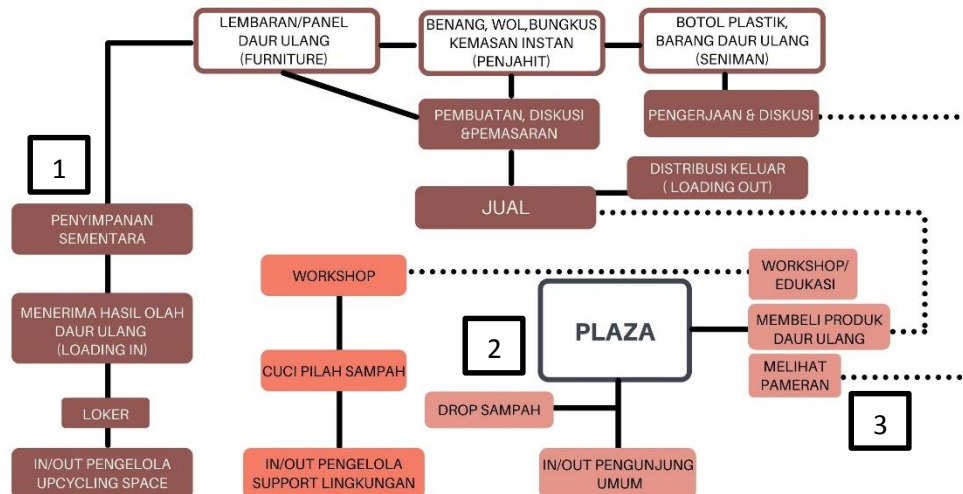 LEMBARAN/PANEL
DAUR ULANG
(FURNITURE)
BENANG, WOL,BUNGKUS
KEMASAN INSTAN
(PENJAHIT)
BOTOL PLASTIK,
BARANG DAUR ULANG
(SENIMAN)
PEMBUATAN, DISKUSI
&PEMASARAN
PENGERJAAN & DISKUSI
1
DISTRIBUSI KELUAR
( LOADING OUT)
JUAL
PENYIMPANAN
SEMENTARA
WORKSHOP
WORKSHOP/
EDUKASI
MENERIMA HASIL OLAH
DAUR ULANG
(LOADING IN)
2
PLAZA
MEMBELI PRODUK
DAUR ULANG
CUCI PILAH SAMPAH
MELIHAT
PAMERAN
3
LOKER
DROP SAMPAH
IN/OUT PENGELOLA
UPCYCLING SPACE
IN/OUT PENGELOLA
SUPPORT LINGKUNGAN
IN/OUT PENGUNJUNG
UMUM